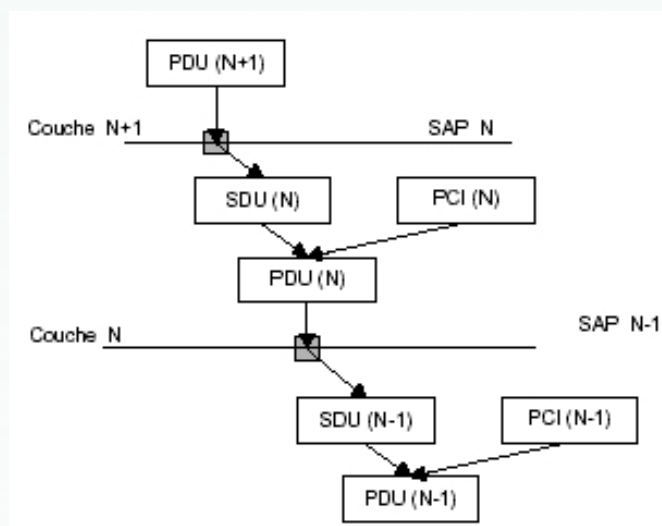 PDU (N+1)
Couche N+1
SAP N
SDU (N)
PCI (N)
PDU (N)
Couche N
SAP N-1
SDU (N-1)
PCI (N-1)
PDU (N-1)